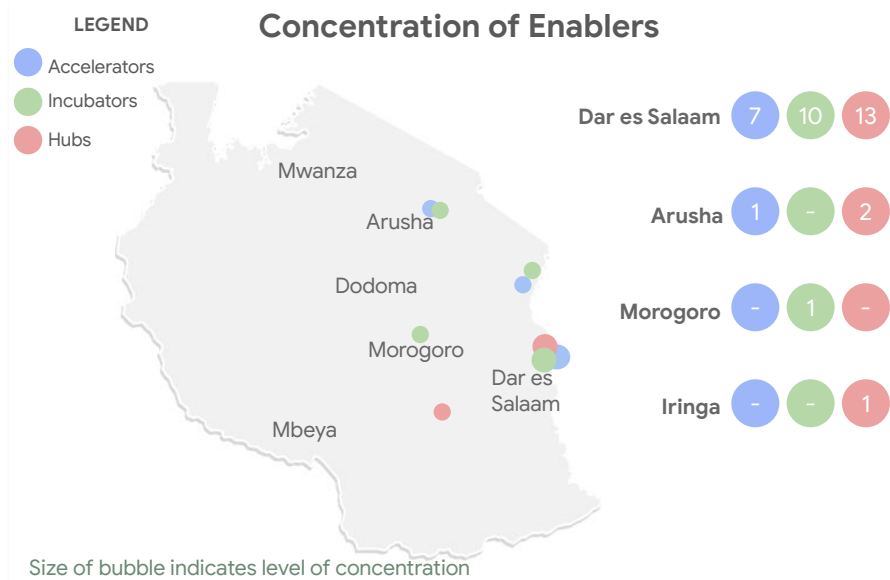 LEGEND
Concentration of Enablers
Accelerators
Incubators
Hubs
Mwanza
Arusha
Dodoma
Morogoro
Dar es
Salaam
Mbeya
Dar es Salaam 7 10 13
Arusha 1 - 2
Morogoro - 1 -
Iringa - - 1
Size of bubble indicates level of concentration